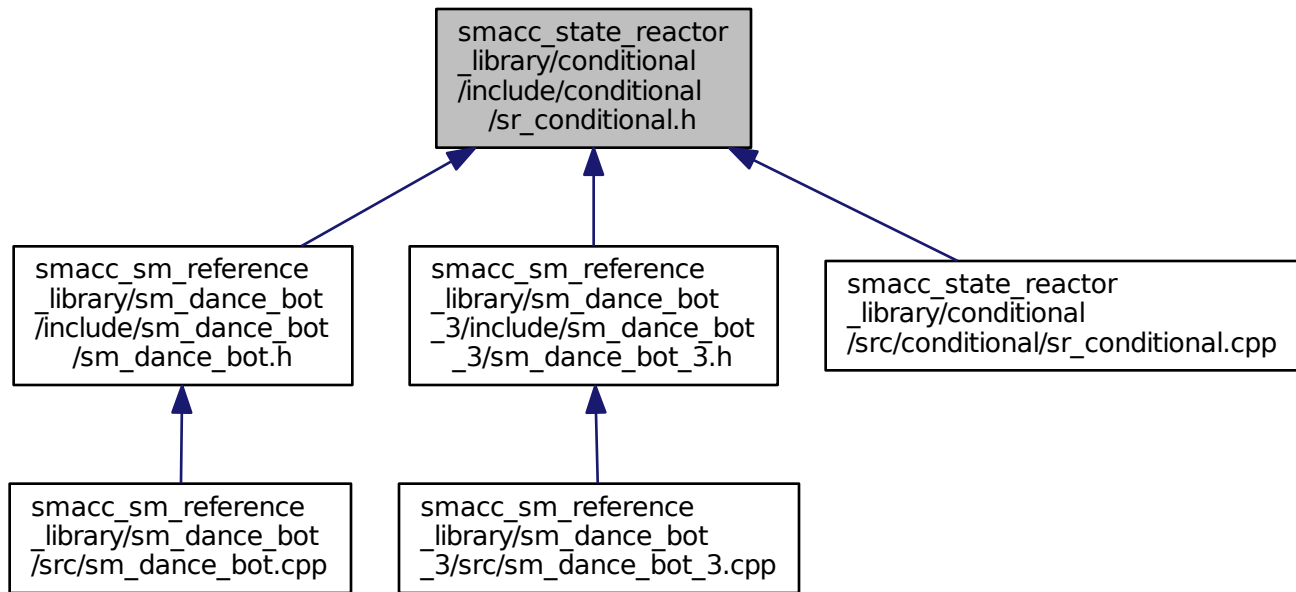 smacc_state_reactor
_library/conditional
/include/conditional
/sr_conditional.h
smacc_sm_reference
_library/sm_dance_bot
/include/sm_dance_bot
/sm_dance_bot.h
smacc_sm_reference
_library/sm_dance_bot
_3/include/sm_dance_bot
_3/sm_dance_bot_3.h
smacc_state_reactor
_library/conditional
/src/conditional/sr_conditional.cpp
smacc_sm_reference
_library/sm_dance_bot
/src/sm_dance_bot.cpp
smacc_sm_reference
_library/sm_dance_bot
_3/src/sm_dance_bot_3.cpp